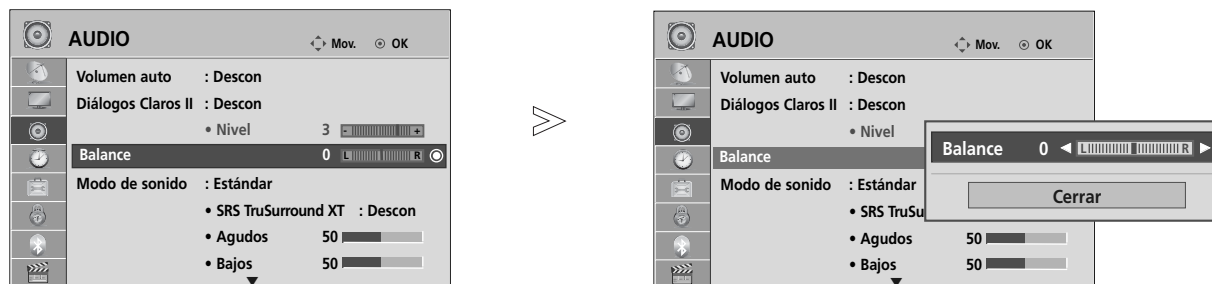 AUDIO Mov. OK
Volumen auto : Descon
Diálogos Claros II : Descon
• Nivel 3 - +
Balance 0 L R
Modo de sonido : Estándar
• SRS TruSurround XT : Descon
• Agudos 50
• Bajos 50
AUDIO Mov. OK
Volumen auto : Descon
Diálogos Claros II : Descon
• Nivel
Balance
Modo de sonido : Estándar
• SRS TruSu
• Agudos 50
• Bajos 50
Balance 0 L R
Cerrar